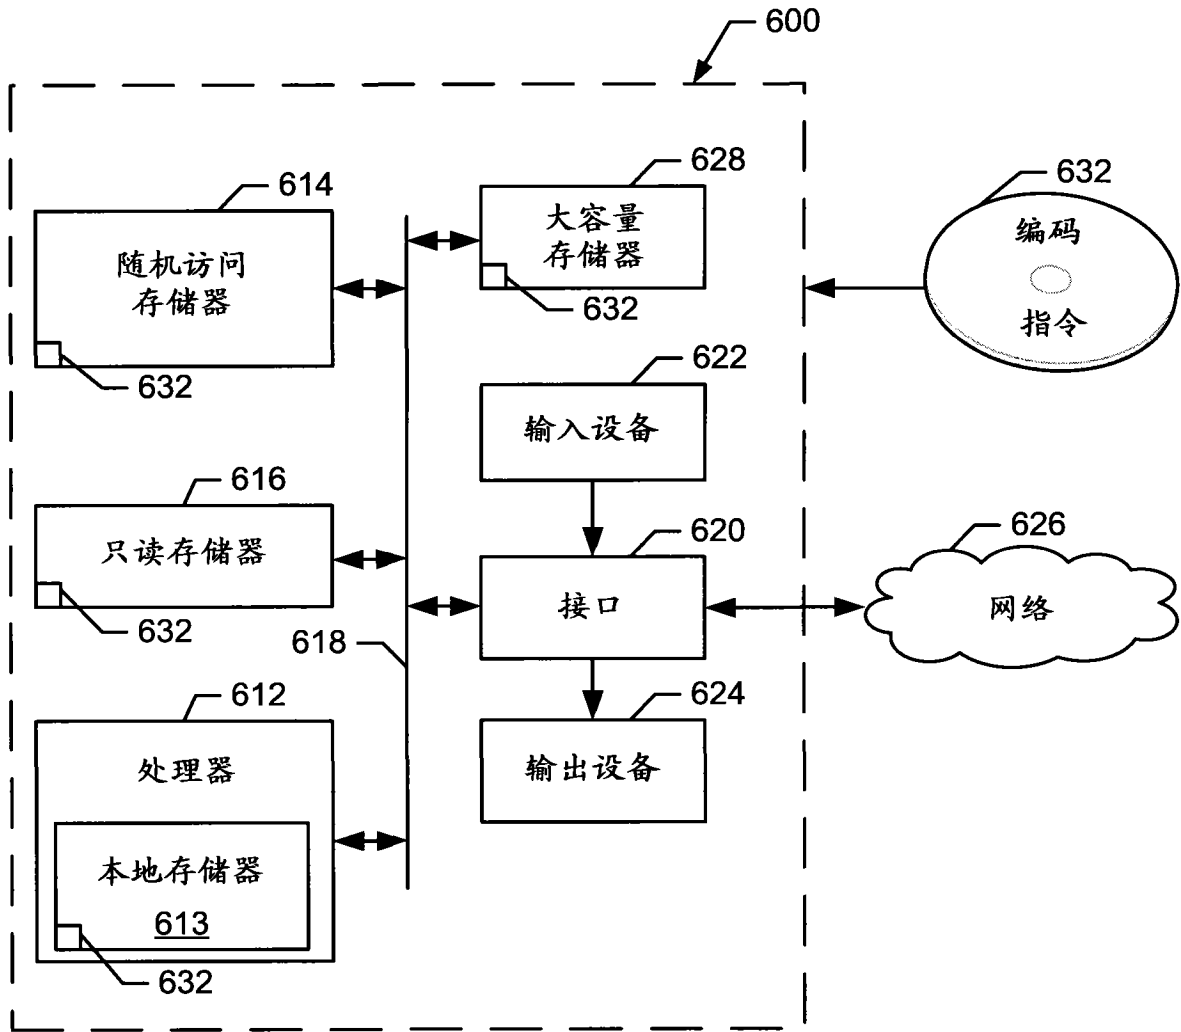 600
614
随机访问
存储器
632
628
大容量
存储器
632
632
编码
指令
622
输入设备
616
只读存储器
632
620
接口
626
网络
618
612
处理器
本地存储器
613
632
624
输出设备